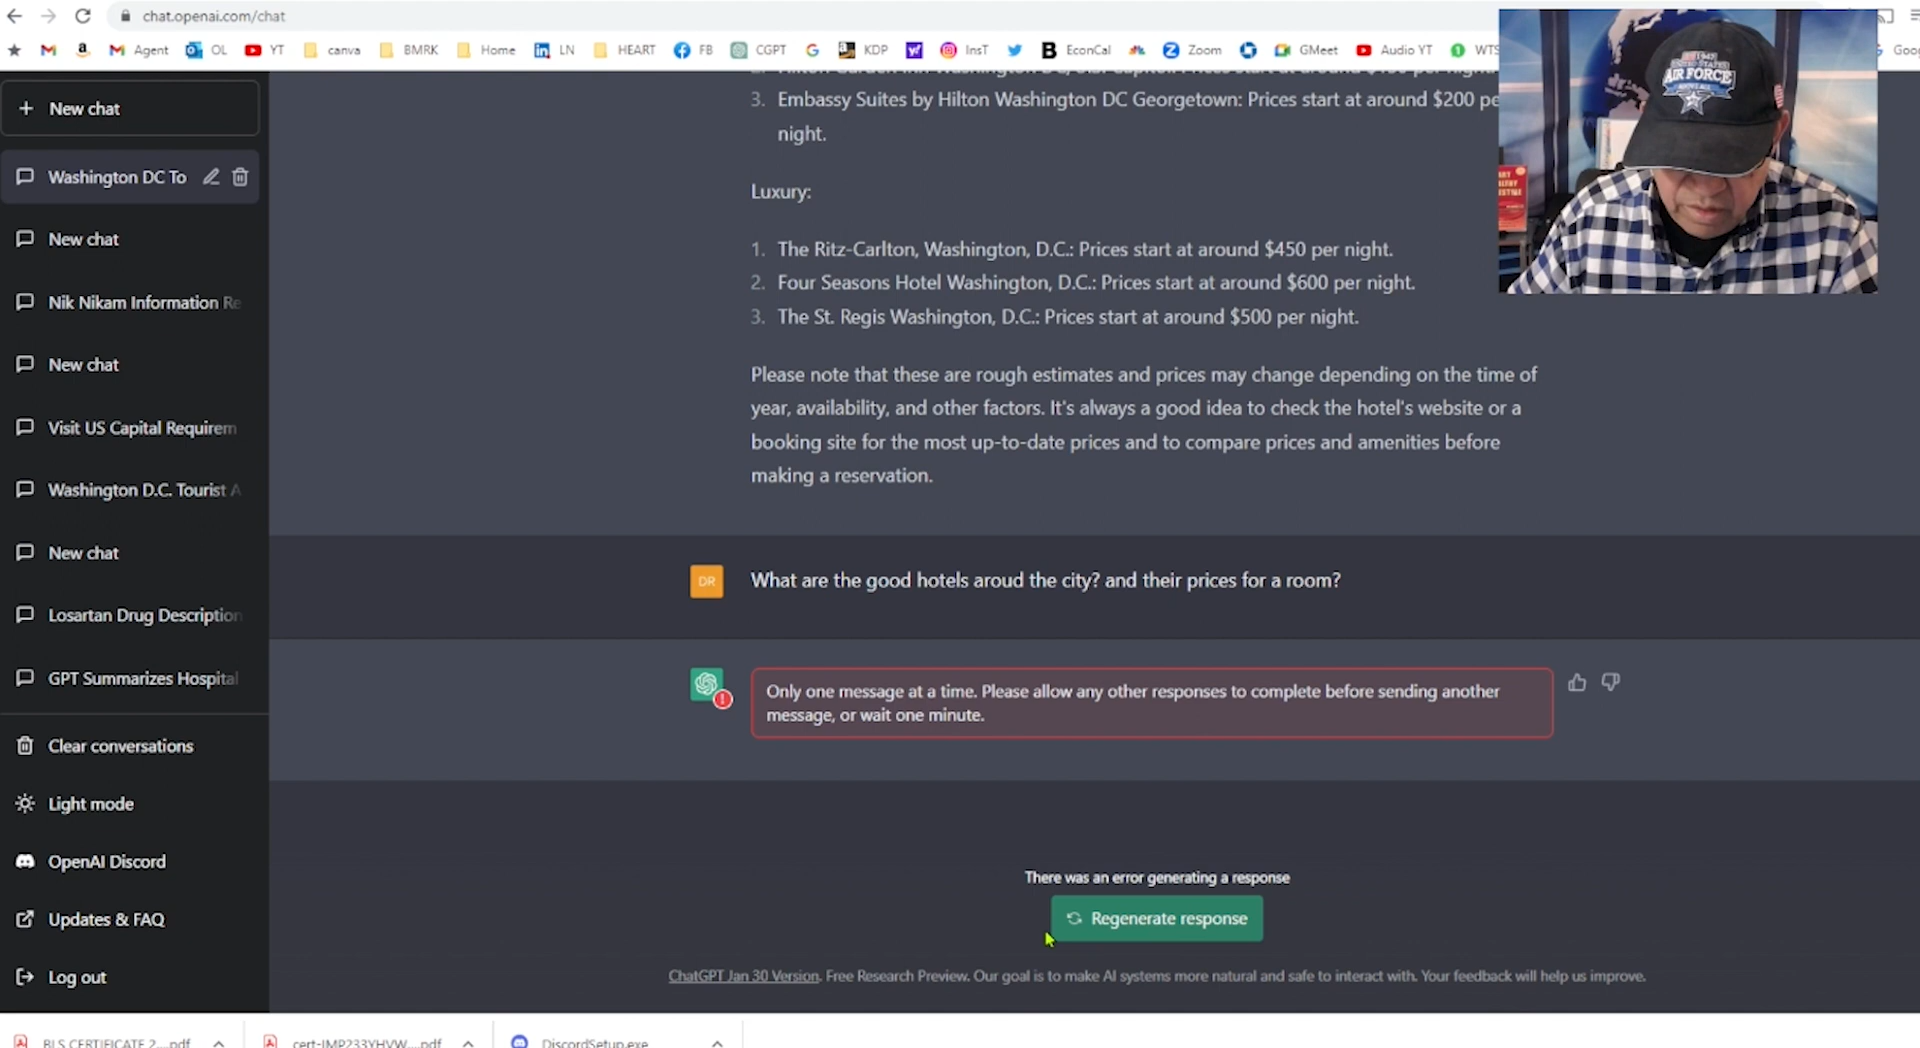 chat.openai.com/chat
Agent OL YT canva BMRK Home LN HEART FB CGPT KDP InsT EconCal Zoom GMeet Audio YT WTS Goog
AIR FORCE
New chat
Washington DC To
New chat
Nik Nikam Information Re
New chat
Visit US Capital Requirem
Washington D.C. Tourist A
New chat
Losartan Drug Description
GPT Summarizes Hospital
Clear conversations
Light mode
OpenAI Discord
Updates & FAQ
Log out
3. Embassy Suites by Hilton Washington DC Georgetown: Prices start at around $200 pe
night.
Luxury:
1. The Ritz-Carlton, Washington, D.C.: Prices start at around $450 per night.
2. Four Seasons Hotel Washington, D.C.: Prices start at around $600 per night.
3. The St. Regis Washington, D.C.: Prices start at around $500 per night.
Please note that these are rough estimates and prices may change depending on the time of
year, availability, and other factors. It's always a good idea to check the hotel's website or a
booking site for the most up-to-date prices and to compare prices and amenities before
making a reservation.
DR What are the good hotels aroud the city? and their prices for a room?
Only one message at a time. Please allow any other responses to complete before sending another
message, or wait one minute.
There was an error generating a response
Regenerate response
ChatGPT Jan 30 Version. Free Research Preview. Our goal is to make AI systems more natural and safe to interact with. Your feedback will help us improve.
BLS CERTIFICATE 2....pdf cert-IMP233YHVW....pdf DiscordSetup.exe